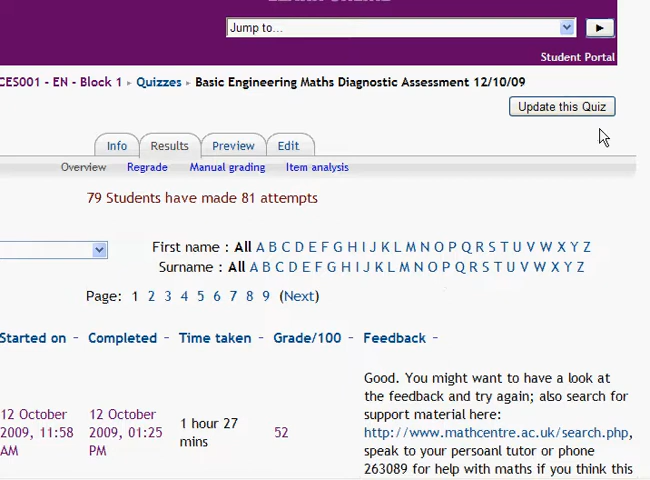 Jump to...
Student Portal
CES001 - EN - Block 1 ▸ Quizzes ▸ Basic Engineering Maths Diagnostic Assessment 12/10/09
Update this Quiz
Info Results Preview Edit
Overview Regrade Manual grading Item analysis
79 Students have made 81 attempts
First name : All A B C D E F G H I J K L M N O P Q R S T U V W X Y Z
Surname : All A B C D E F G H I J K L M N O P Q R S T U V W X Y Z
Page: 1 2 3 4 5 6 7 8 9 (Next)
Started on - Completed - Time taken - Grade/100 - Feedback -
Good. You might want to have a look at
the feedback and try again; also search for
support material here:
http://www.mathcentre.ac.uk/search.php,
speak to your persoanl tutor or phone
263089 for help with maths if you think this
12 October
2009, 11:58
AM
12 October
2009, 01:25
PM
1 hour 27
mins
52